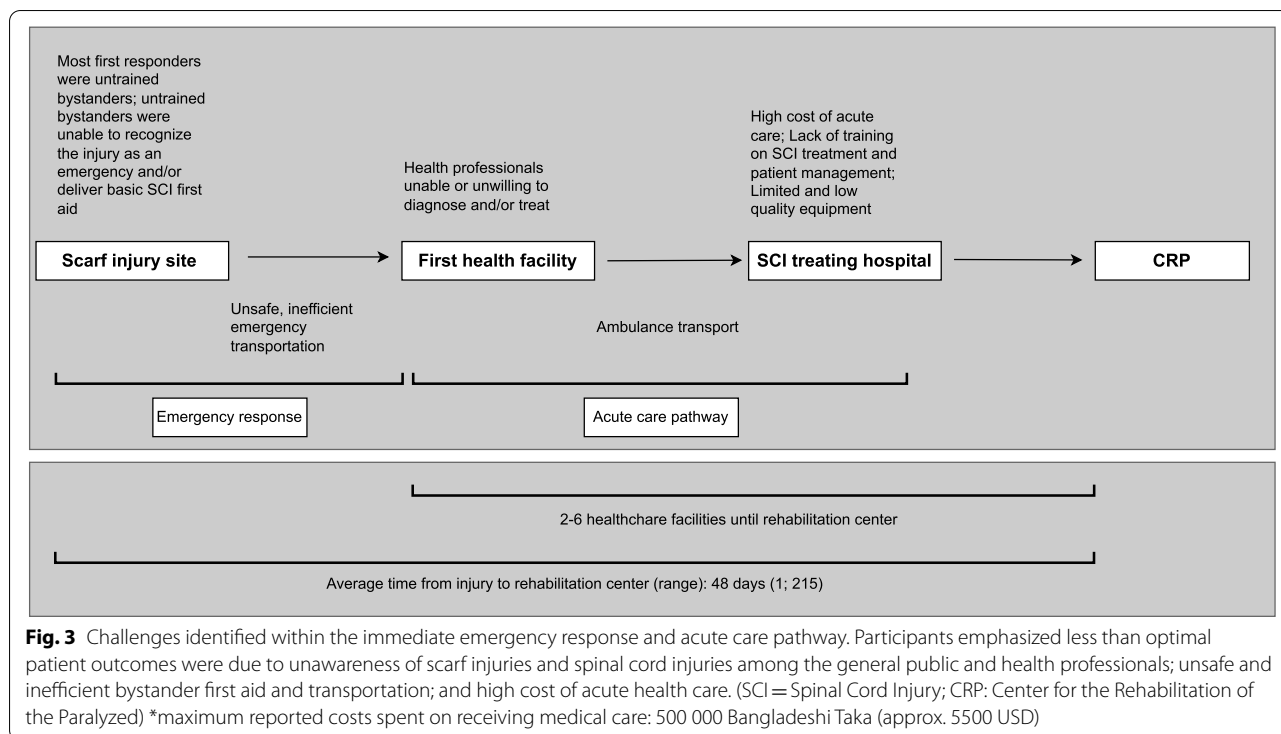 Most first responders
were untrained
bystanders; untrained
bystanders were
unable to recognize
the injury as an
emergency and/or
deliver basic SCI first
aid
Health professionals
unable or unwilling to
diagnose and/or treat
High cost of acute
care; Lack of training
on SCI treatment and
patient management;
Limited and low
quality equipment
Scarf injury site
First health facility
SCI treating hospital
CRP
Unsafe, inefficient
emergency
transportation
Ambulance transport
Emergency response
Acute care pathway
2-6 healthchare facilities until rehabilitation center
Average time from injury to rehabilitation center (range): 48 days (1; 215)
Fig. 3 Challenges identified within the immediate emergency response and acute care pathway. Participants emphasized less than optimal
patient outcomes were due to unawareness of scarf injuries and spinal cord injuries among the general public and health professionals; unsafe and
inefficient bystander first aid and transportation; and high cost of acute health care. (SCI = Spinal Cord Injury; CRP: Center for the Rehabilitation of
the Paralyzed) *maximum reported costs spent on receiving medical care: 500 000 Bangladeshi Taka (approx. 5500 USD)